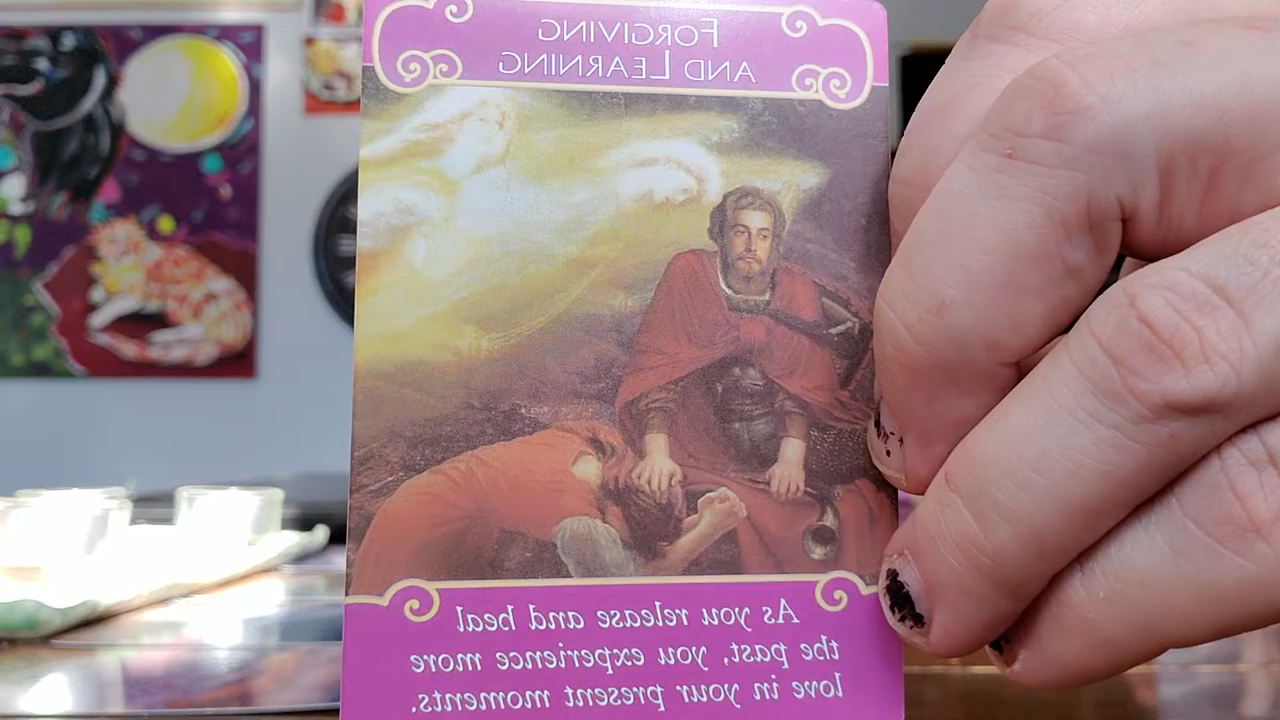 FORGIVING
AND LEARNING
As you release and heal
the past, you experience more
love in your present moments.